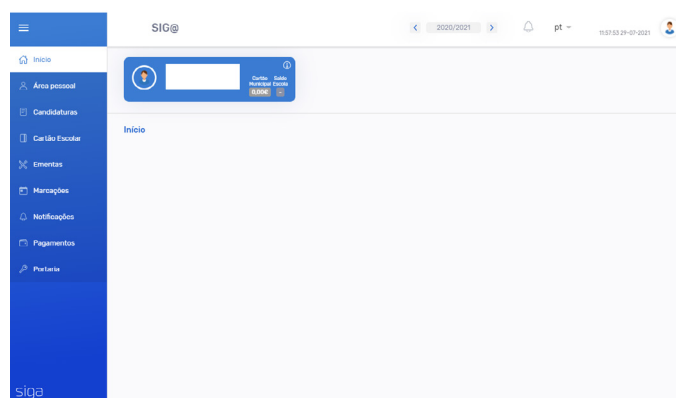 SIG@
2020/2021
pt
11:57:53 29-07-2021
Início
Área pessoal
Candidaturas
Cartão Escolar
Ementas
Marcações
Notificações
Pagamentos
Portaria
siga
Cartão Saldo
Municipal Escola
0,00€ -
Início